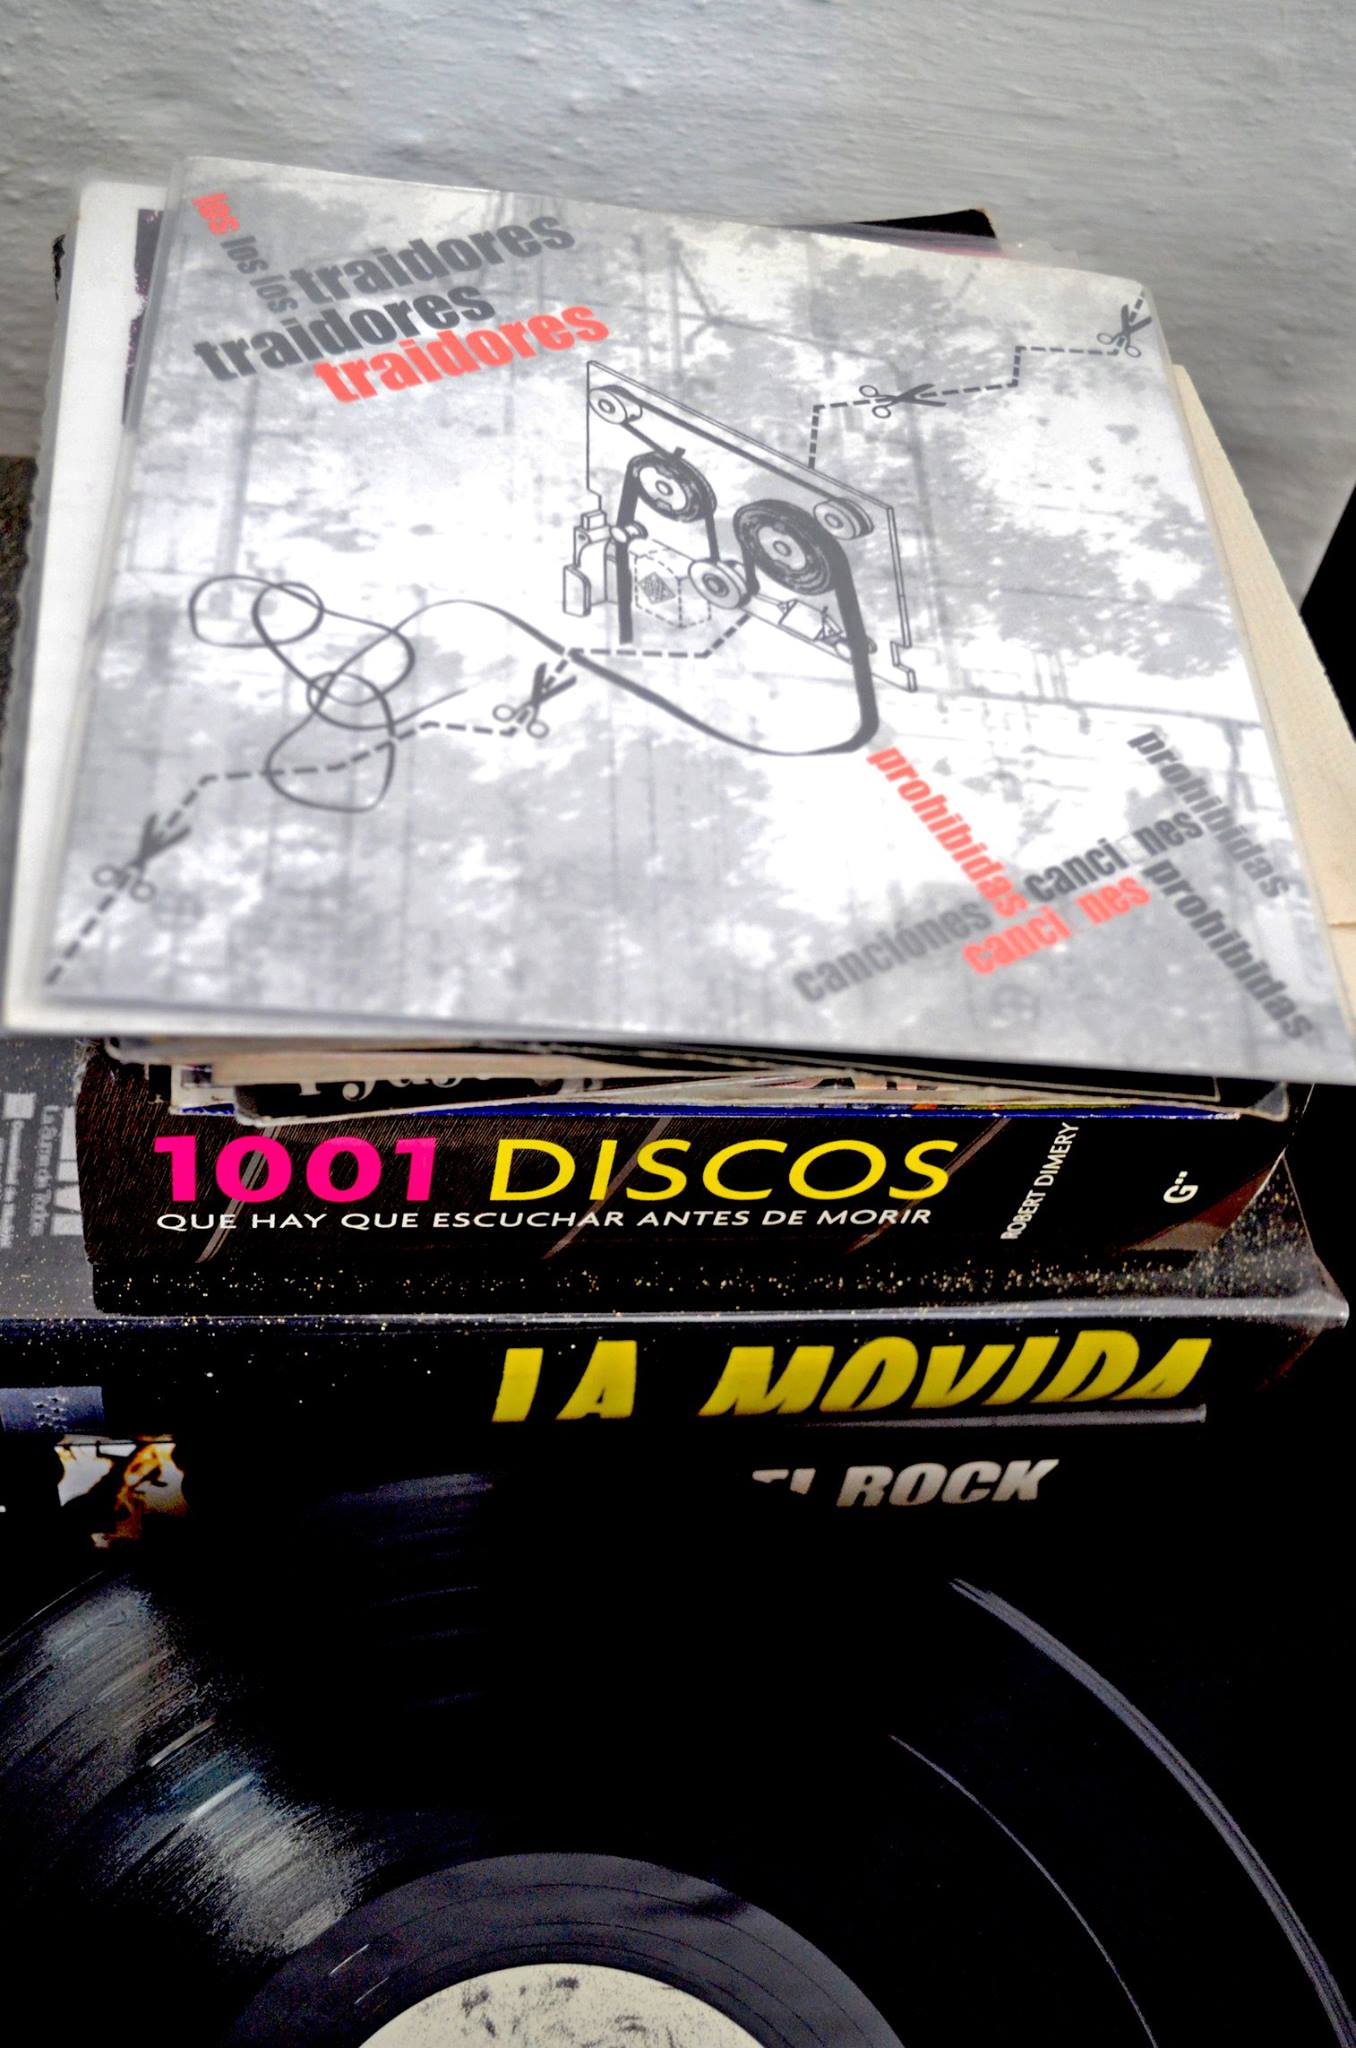 los los los traidores
traidores
traidores
prohibidas
prohibidas
canciónes canci nes
canci nes
prohibidas
1001 DISCOS
QUE HAY QUE ESCUCHAR ANTES DE MORIR
ROBERT DIMERY
G
LA MOVIDA
ROCK